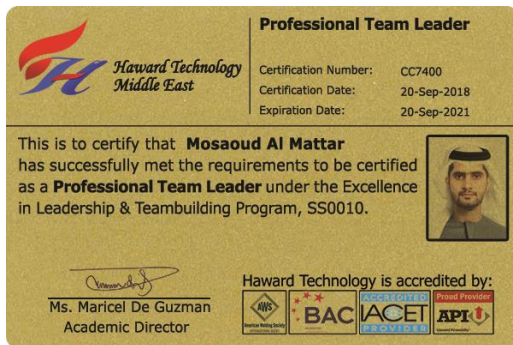 Haward Technology
Middle East
Professional Team Leader
Certification Number: CC7400
Certification Date: 20-Sep-2018
Expiration Date: 20-Sep-2021
This is to certify that Mosaoud Al Mattar
has successfully met the requirements to be certified
as a Professional Team Leader under the Excellence
in Leadership & Teambuilding Program, SS0010.
Ms. Maricel De Guzman
Academic Director
Haward Technology is accredited by:
AWS
American Welding Society
BAC
ACCREDITED
IACET
PROVIDER
Proud Provider
API